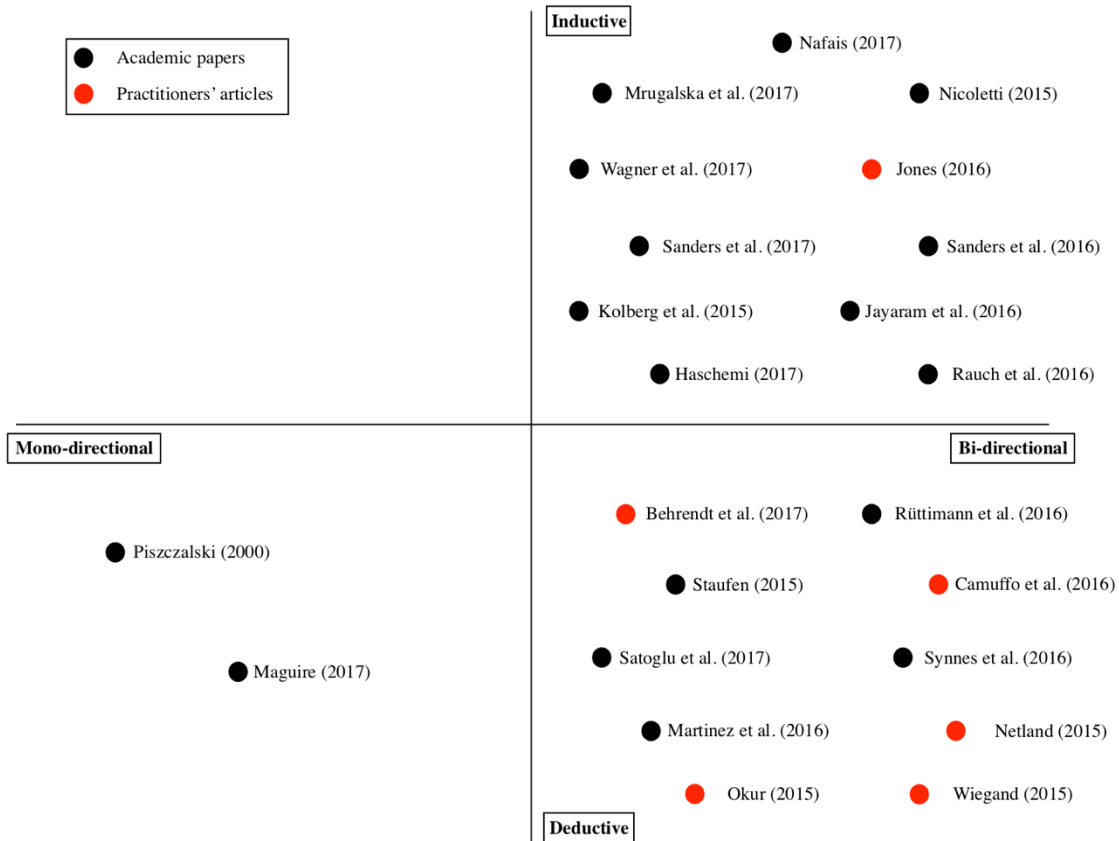 Inductive
Academic papers
Practitioners' articles
Nafais (2017)
Mrugalska et al. (2017)
Nicoletti (2015)
Wagner et al. (2017)
Jones (2016)
Sanders et al. (2017)
Sanders et al. (2016)
Kolberg et al. (2015)
Jayaram et al. (2016)
Haschemi (2017)
Rauch et al. (2016)
Mono-directional
Bi-directional
Behrendt et al. (2017)
Rüttimann et al. (2016)
Piszczalski (2000)
Staufen (2015)
Camuffo et al. (2016)
Satoglu et al. (2017)
Synnes et al. (2016)
Maguire (2017)
Martinez et al. (2016)
Netland (2015)
Okur (2015)
Wiegand (2015)
Deductive